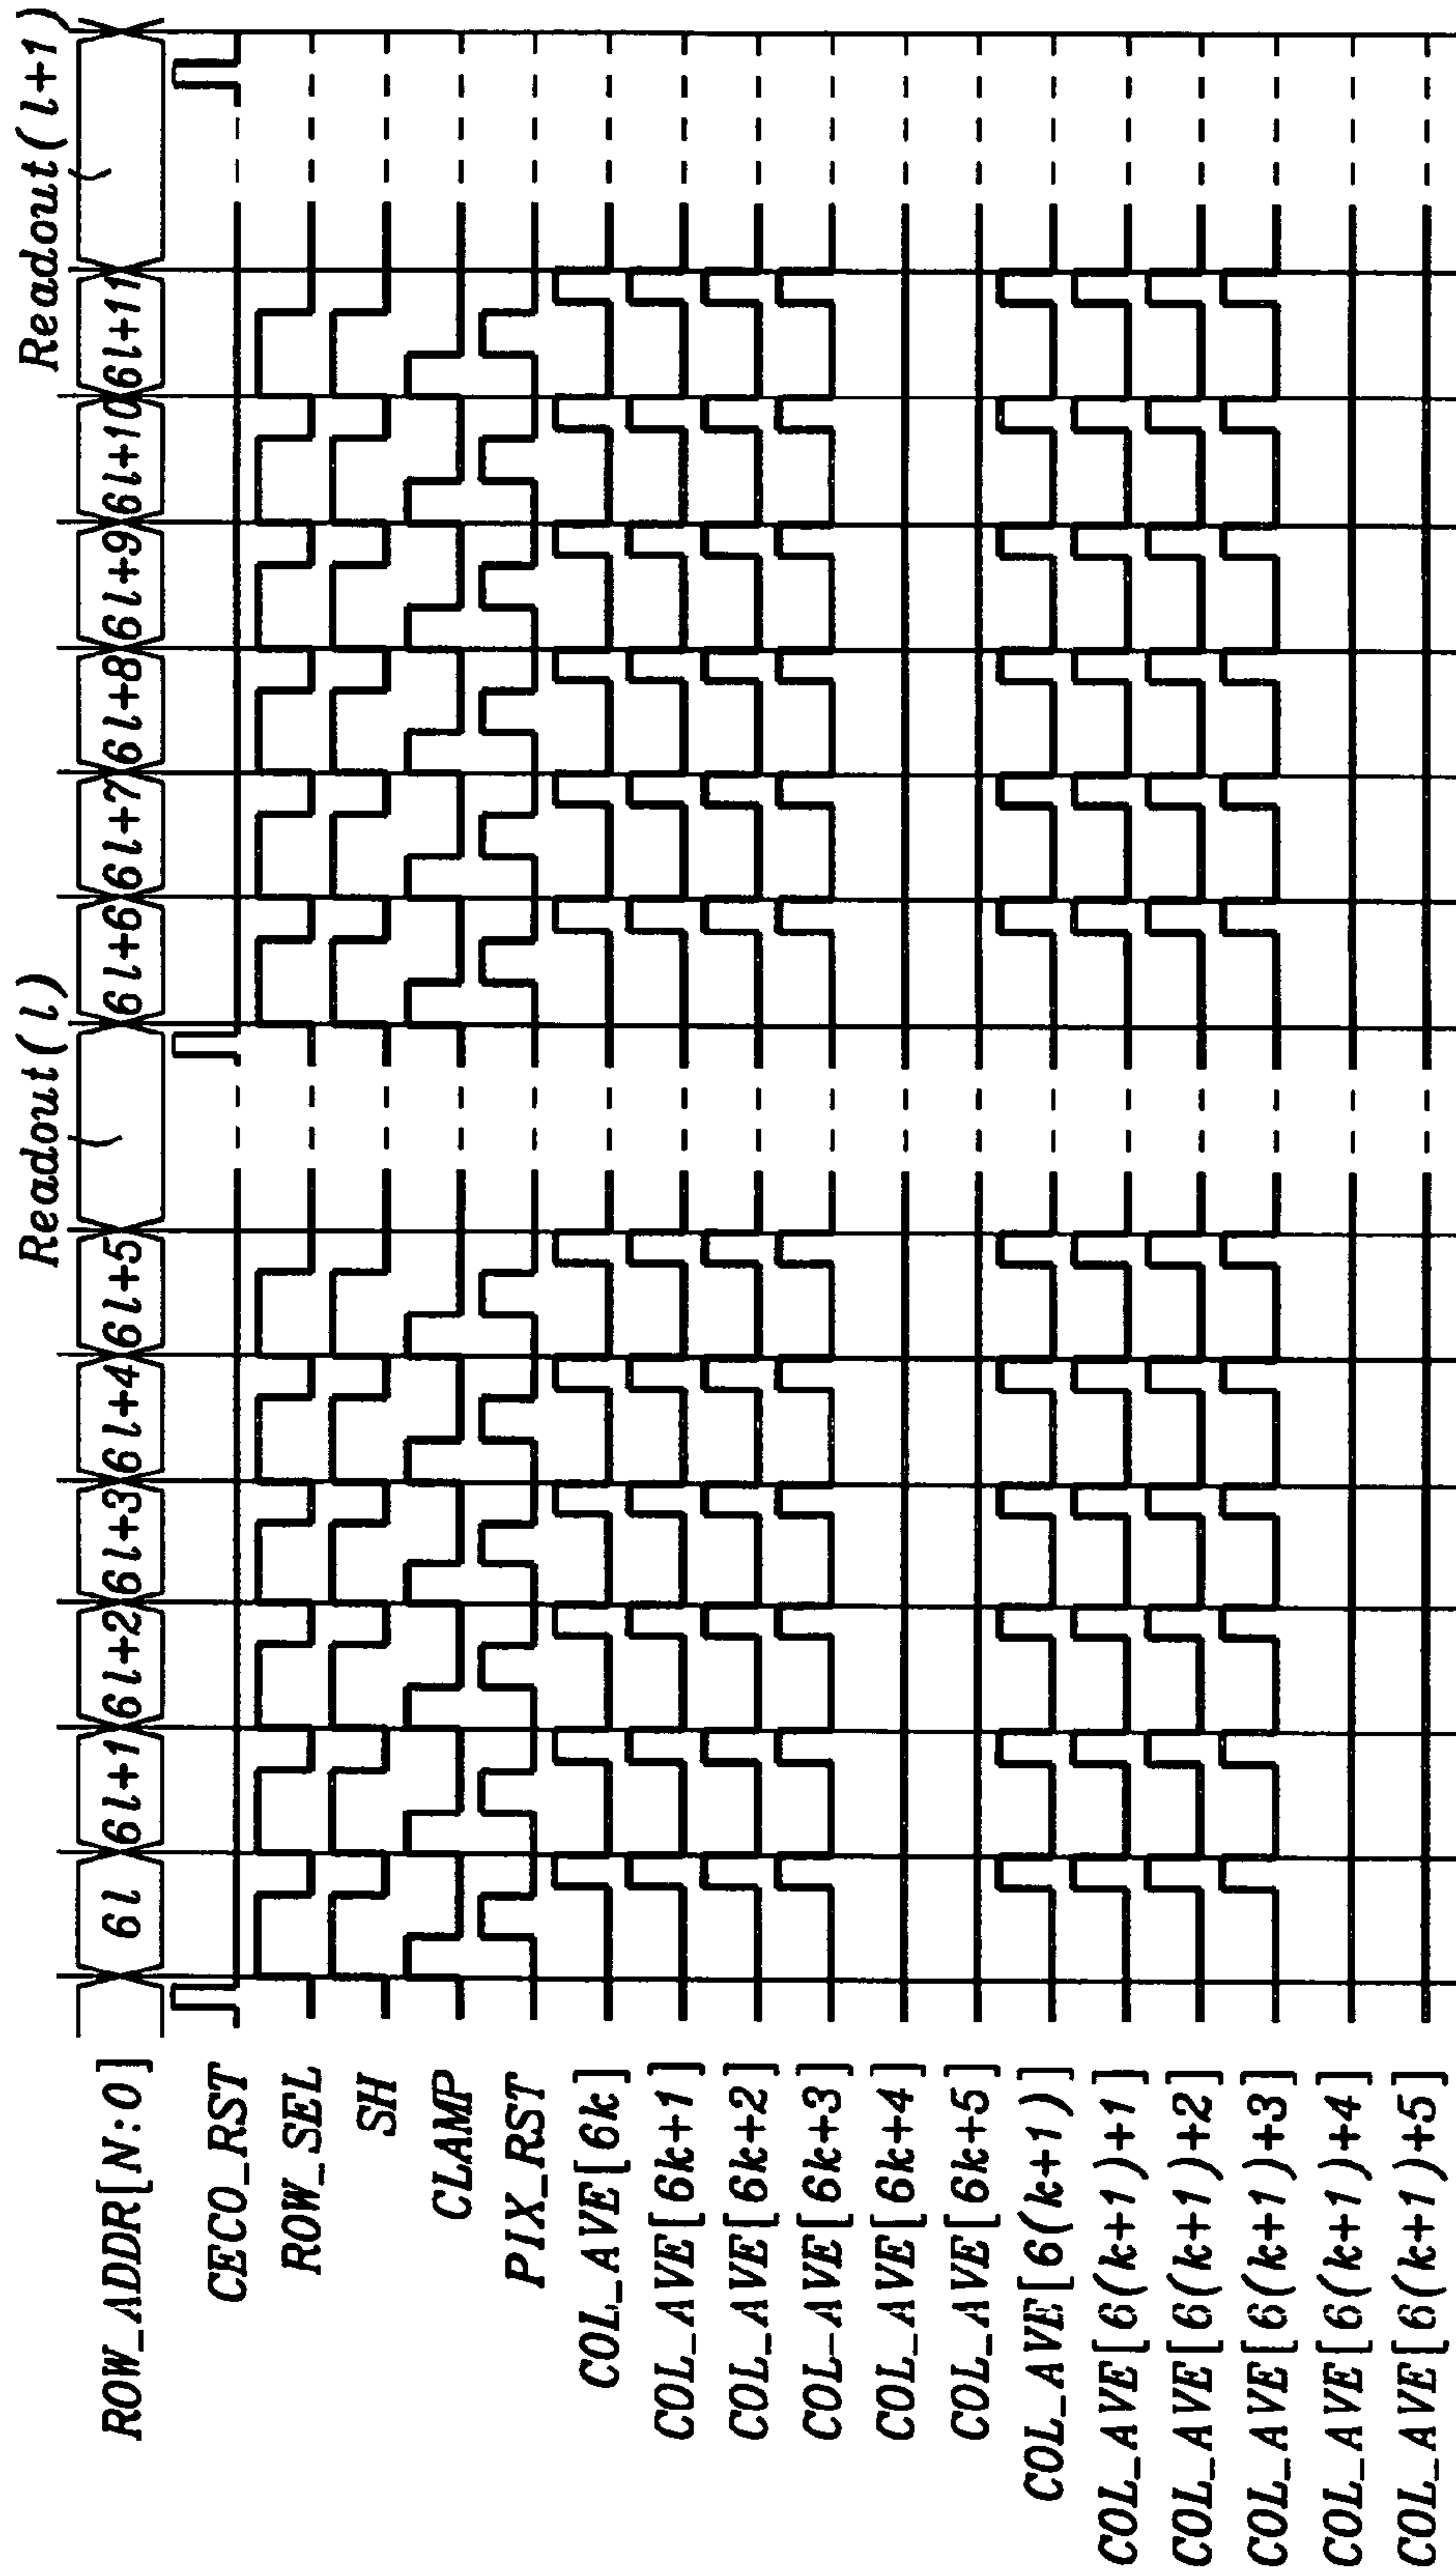 ROW_ADDR[N:0]
6l
6l+1
6l+2
6l+3
6l+4
6l+5
Readout(l)
6l+6
6l+7
6l+8
6l+9
6l+10
6l+11
Readout(l+1)
CECO_RST
ROW_SEL
SH
CLAMP
PIX_RST
COL_AVE[6k]
COL_AVE[6k+1]
COL_AVE[6k+2]
COL_AVE[6k+3]
COL_AVE[6k+4]
COL_AVE[6k+5]
COL_AVE[6(k+1)]
COL_AVE[6(k+1)+1]
COL_AVE[6(k+1)+2]
COL_AVE[6(k+1)+3]
COL_AVE[6(k+1)+4]
COL_AVE[6(k+1)+5]